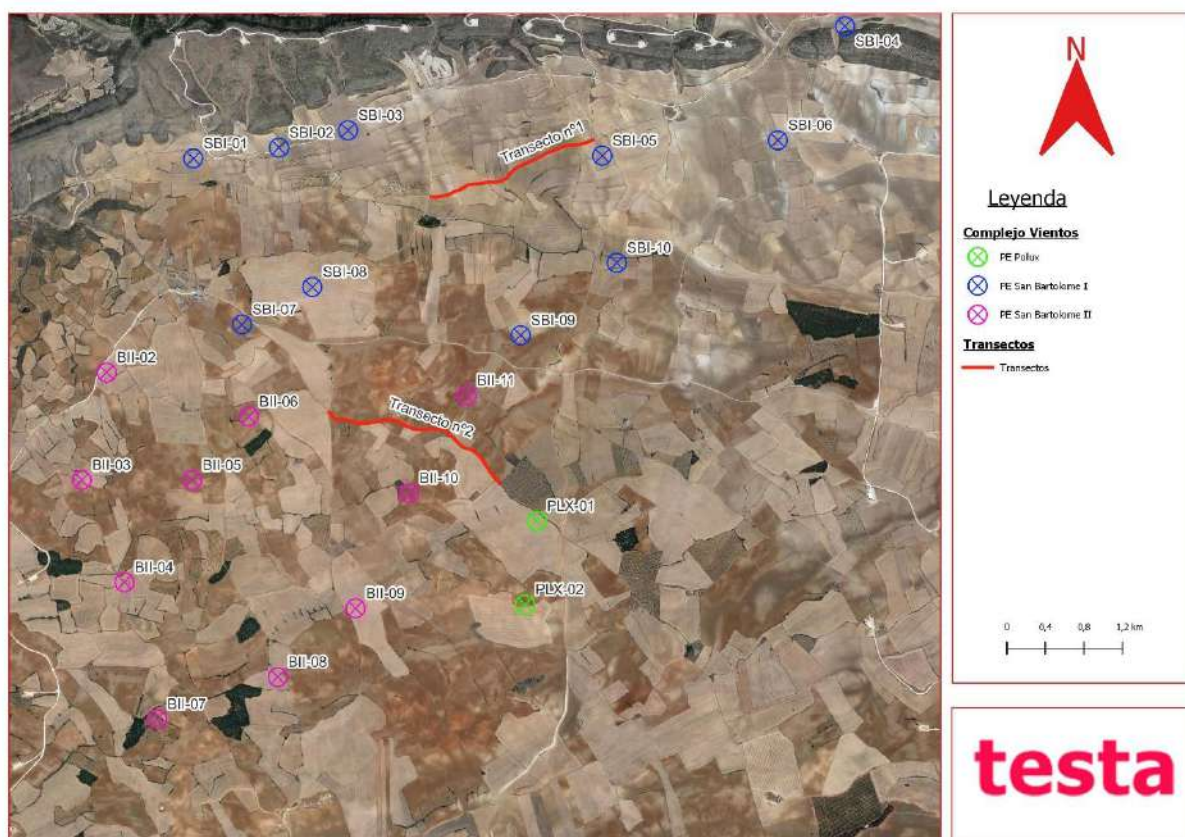 SBI-04
SBI-03
SBI-02
SBI-01
Transecto nº1
SBI-05
SBI-06
SBI-10
SBI-08
SBI-07
SBI-09
BII-02
BII-11
BII-06
Transecto nº2
BII-03
BII-05
BII-10
PLX-01
BII-04
BII-09
PLX-02
BII-08
BII-07
N
Leyenda
Complejo Vientos
PE Pollux
PE San Bartolome I
PE San Bartolome II
Transectos
Transectos
0 0,4 0,8 1,2 km
testa